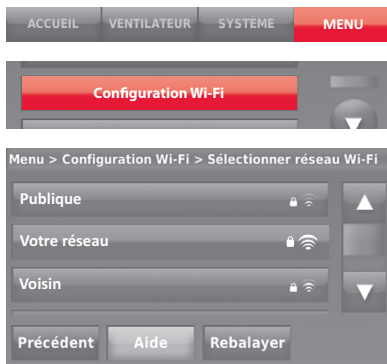 ACCUEIL VENTILATEUR SYSTEME MENU
Configuration Wi-Fi
Menu > Configuration Wi-Fi > Sélectionner réseau Wi-Fi
Publique
Votre réseau
Voisin
Précédent Aide Rebalayer